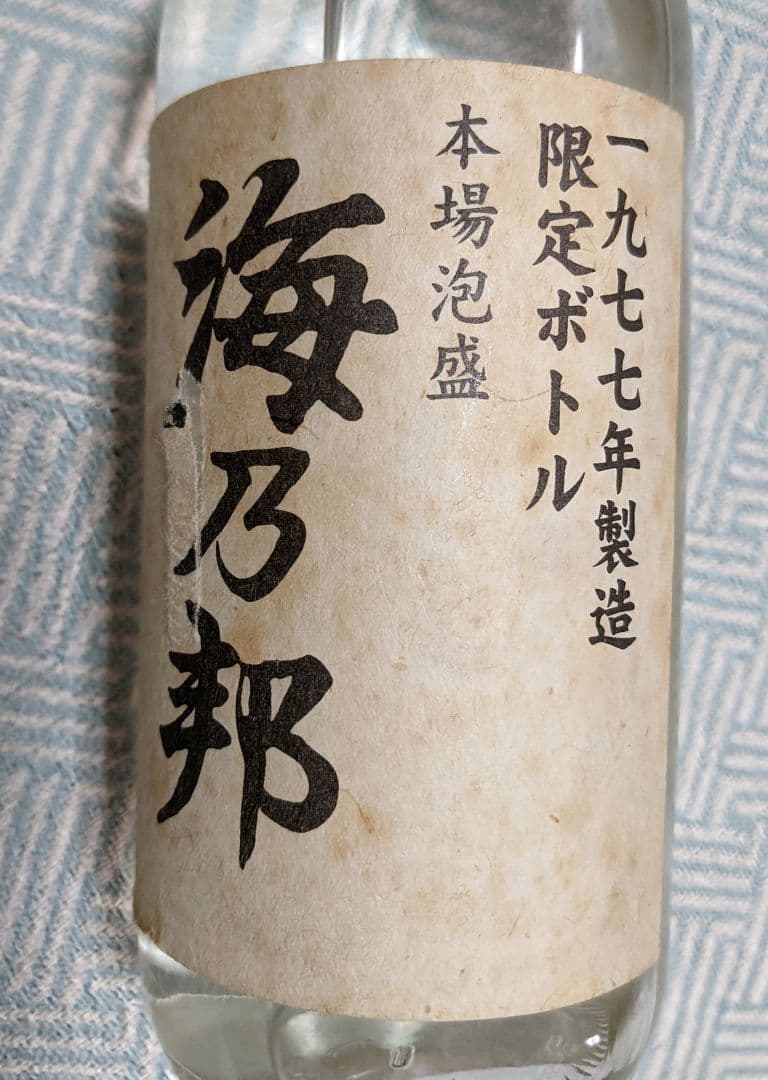 一九七七年製造
限定ボトル
本場泡盛
海乃邦